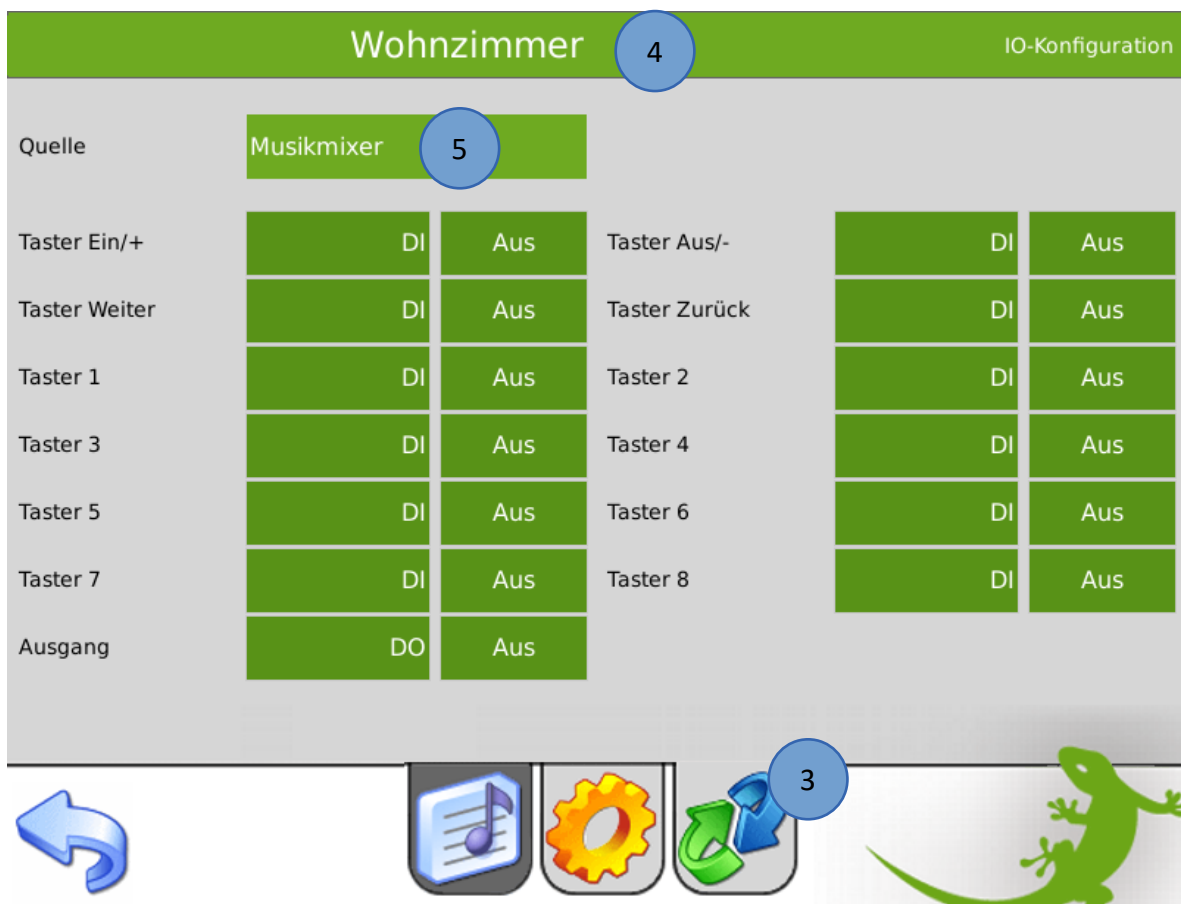 Wohnzimmer 4 IO-Konfiguration
Quelle Musikmixer 5
Taster Ein/+ DI Aus Taster Aus/- DI Aus
Taster Weiter DI Aus Taster Zurück DI Aus
Taster 1 DI Aus Taster 2 DI Aus
Taster 3 DI Aus Taster 4 DI Aus
Taster 5 DI Aus Taster 6 DI Aus
Taster 7 DI Aus Taster 8 DI Aus
Ausgang DO Aus
3